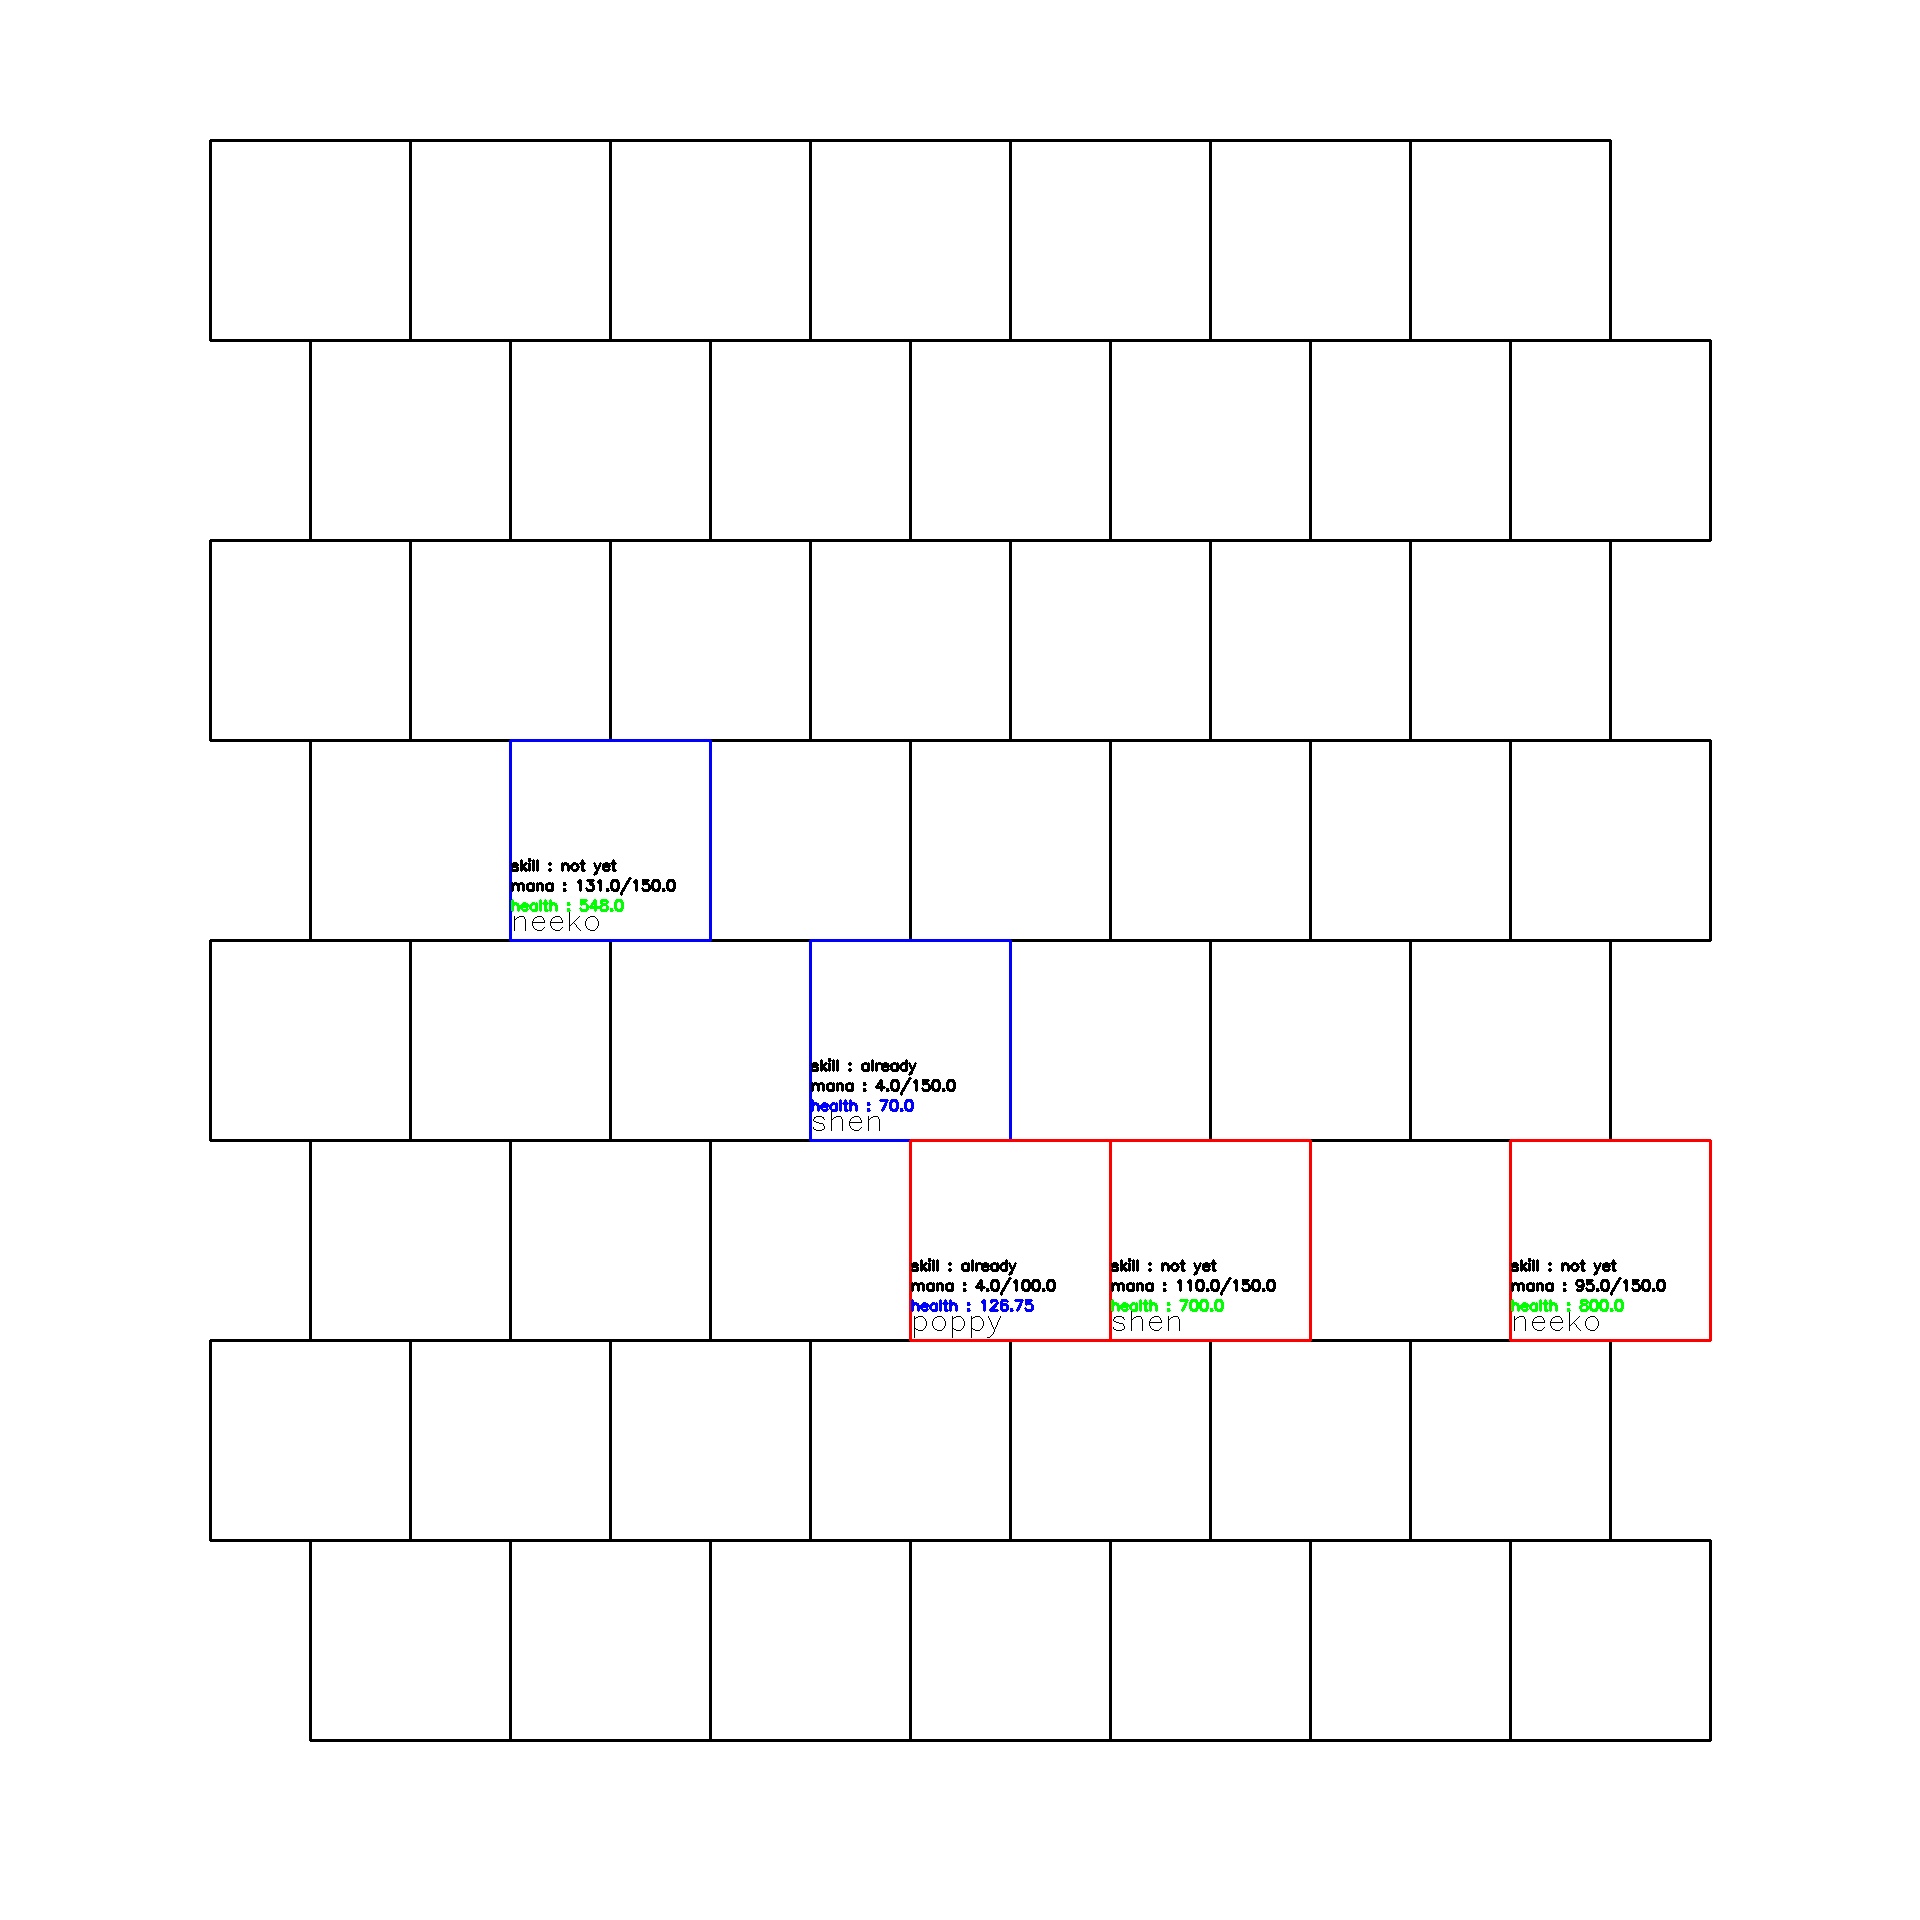 skill : not yet
mana : 131.0/150.0
health : 548.0
neeko
skill : already
mana : 4.0/150.0
health : 70.0
shen
skill : already
mana : 4.0/100.0
health : 126.75
poppy
skill : not yet
mana : 110.0/150.0
health : 700.0
shen
skill : not yet
mana : 95.0/150.0
health : 800.0
neeko